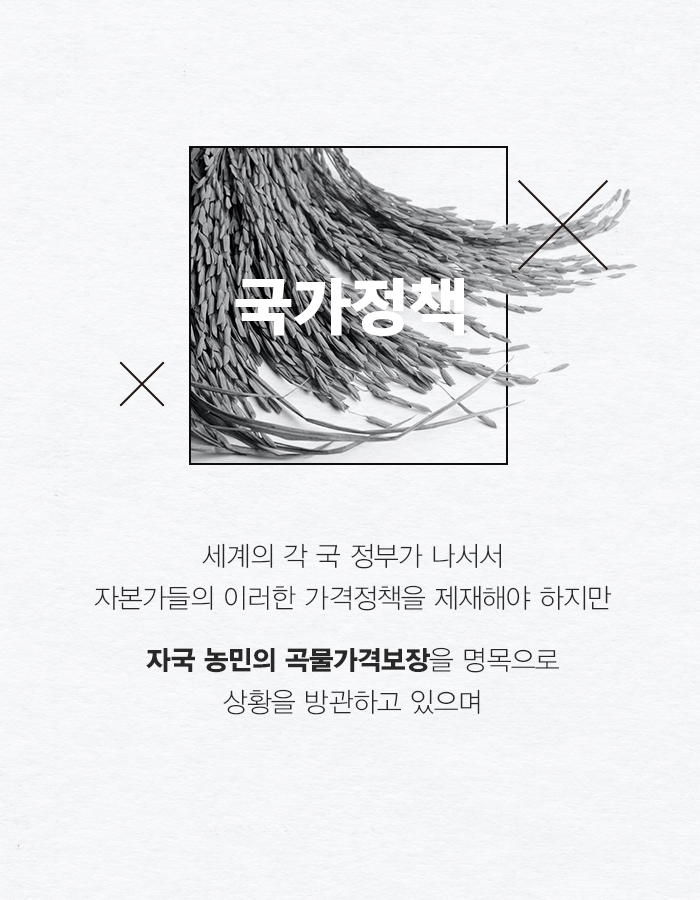 국가정책
세계의 각 국 정부가 나서서
자본가들의 이러한 가격정책을 제재해야 하지만
자국 농민의 곡물가격보장을 명목으로
상황을 방관하고 있으며